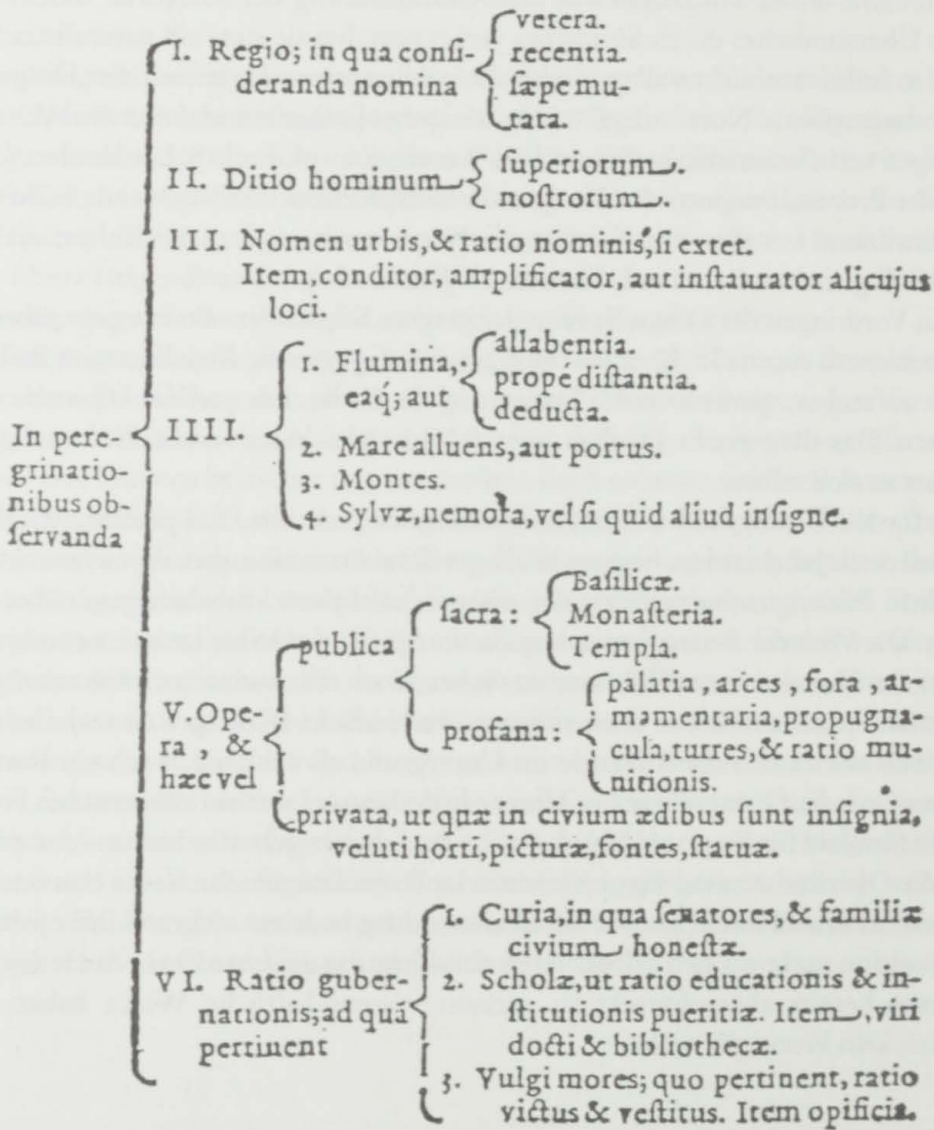 I. Regio; in qua consi-
deranda nomina
vetera.
recentia.
sæpe mu-
tata.
II. Ditio hominum
superiorum.
nostrorum.
IIII. Nomen urbis, & ratio nominis, si extet.
Item, conditor, amplificator, aut instaurator alicujus
loci.
In pere-
grinatio-
nibus ob-
servanda
IIII.
1. Flumina,
eaq́; aut
allabentia.
propé distantia.
deducta.
2. Mare alluens, aut portus.
3. Montes.
4. Sylvæ, nemora, vel si quid aliud insigne.
V. Ope-
ra, &
hæc vel
publica
sacra:
Basilicæ.
Monasteria.
Templa.
profana:
palatia, arces, fora, ar-
mamentaria, propugna-
cula, turres, & ratio mu-
nitionis.
privata, ut quæ in civium ædibus sunt insignia,
veluti horti, picturæ, fontes, statuæ.
VI. Ratio guber-
nationis; ad quã
pertinent
1. Curia, in qua senatores, & familiæ
civium honestæ.
2. Scholæ, ut ratio educationis & in-
stitutionis pueritiæ. Item, viri
docti & bibliothecæ.
3. Vulgi mores; quo pertinent, ratio
victus & vestitus. Item opificia.